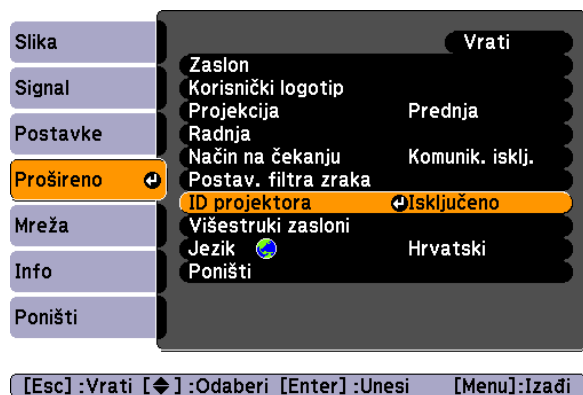 Slika
Signal
Postavke
Prošireno
Mreža
Info
Poništi
Vrati
Zaslon
Korisnički logotip
Projekcija Prednja
Radnja
Način na čekanju Komunik. isklj.
Postav. filtra zraka
ID projektora Isključeno
Višestruki zasloni
Jezik Hrvatski
Poništi
[Esc] :Vrati [◆] :Odaberi [Enter] :Unesi [Menu]:Izađi